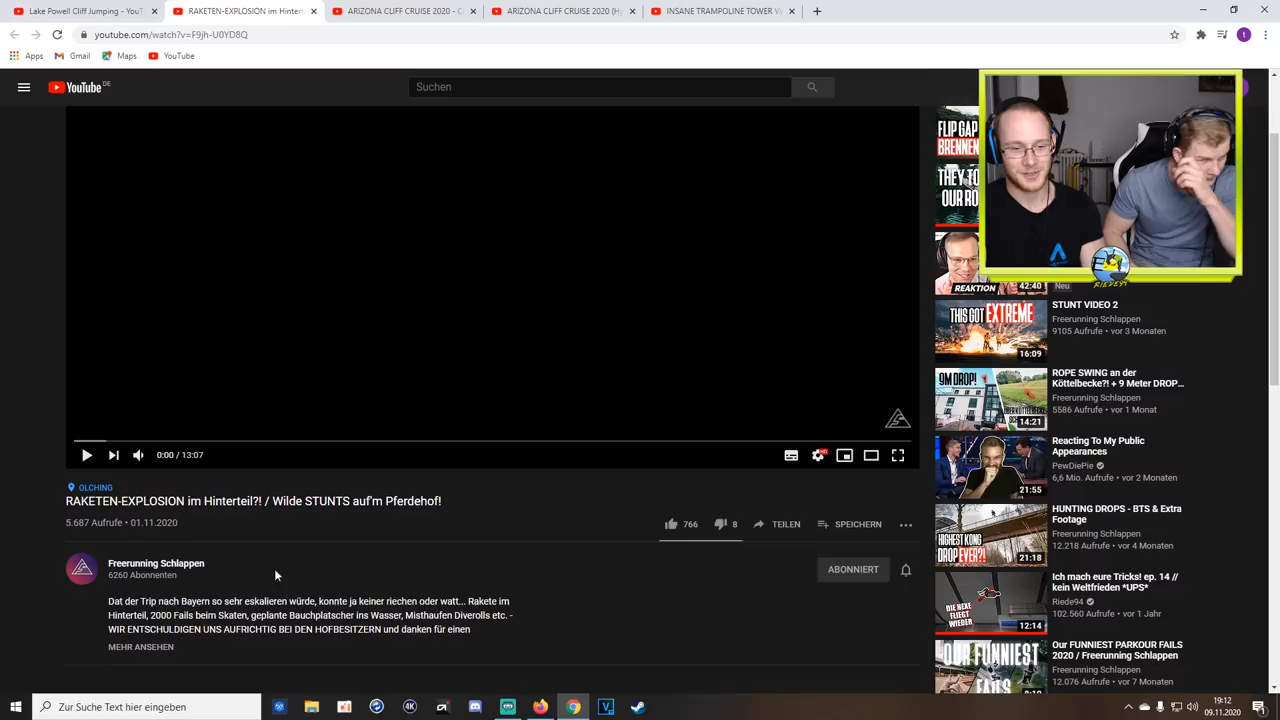 Lake Powell Cliff Jumping - YouT
RAKETEN-EXPLOSION im Hintert
ARIZONA CLIFF CRUISE 2020 - C
ARIZONA CLIFF CRUISE 2020 (Hy
INSANE TRAMPOLINE TOWER V
youtube.com/watch?v=F9jh-U0YD8Q
t
Apps
Gmail
Maps
YouTube
YouTube DE
Suchen
FLIP GAP
BRENNEN
THEY TO
OUR RO
REAKTION
42:40
Neu
RIEDE94
THIS GOT EXTREME
16:09
STUNT VIDEO 2
Freerunning Schlappen
9105 Aufrufe • vor 3 Monaten
9M DROP!
14:21
ROPE SWING an der
Köttelbecke?! + 9 Meter DROP...
Freerunning Schlappen
5586 Aufrufe • vor 1 Monat
21:55
Reacting To My Public
Appearances
PewDiePie
6,6 Mio. Aufrufe • vor 2 Monaten
HIGHEST KONG
DROP EVER?!
21:18
HUNTING DROPS - BTS & Extra
Footage
Freerunning Schlappen
12.218 Aufrufe • vor 4 Monaten
DIE HEXE
FLIEGT
WIEDER
12:14
Ich mach eure Tricks! ep. 14 //
kein Weltfrieden *UPS*
Riede94
102.560 Aufrufe • vor 1 Jahr
OUR FUNNIEST
FAILS
Our FUNNIEST PARKOUR FAILS
2020 / Freerunning Schlappen
Freerunning Schlappen
12.076 Aufrufe • vor 7 Monaten
0:00 / 13:07
OLCHING
RAKETEN-EXPLOSION im Hinterteil?! / Wilde STUNTS auf'm Pferdehof!
5.687 Aufrufe • 01.11.2020
766
8
TEILEN
SPEICHERN
Freerunning Schlappen
6260 Abonnenten
ABONNIERT
Dat der Trip nach Bayern so sehr eskalieren würde, konnte ja keiner riechen oder watt... Rakete im
Hinterteil, 2000 Fails beim Skaten, geplante Bauchplatscher ins Wasser, Misthaufen Diverolls etc. -
WIR ENTSCHULDIGEN UNS AUFRICHTIG BEI DEN HOFBESITZERN und danken für einen
MEHR ANSEHEN
Zur Suche Text hier eingeben
4K
19:12
09.11.2020
1